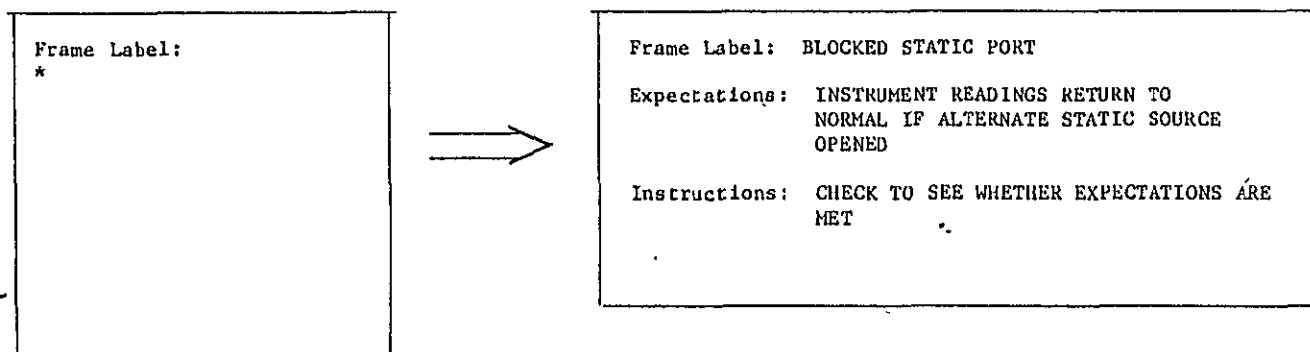 Frame Label:
*
Frame Label: BLOCKED STATIC PORT
Expectations: INSTRUMENT READINGS RETURN TO
NORMAL IF ALTERNATE STATIC SOURCE
OPENED
Instructions: CHECK TO SEE WHETHER EXPECTATIONS ARE
MET